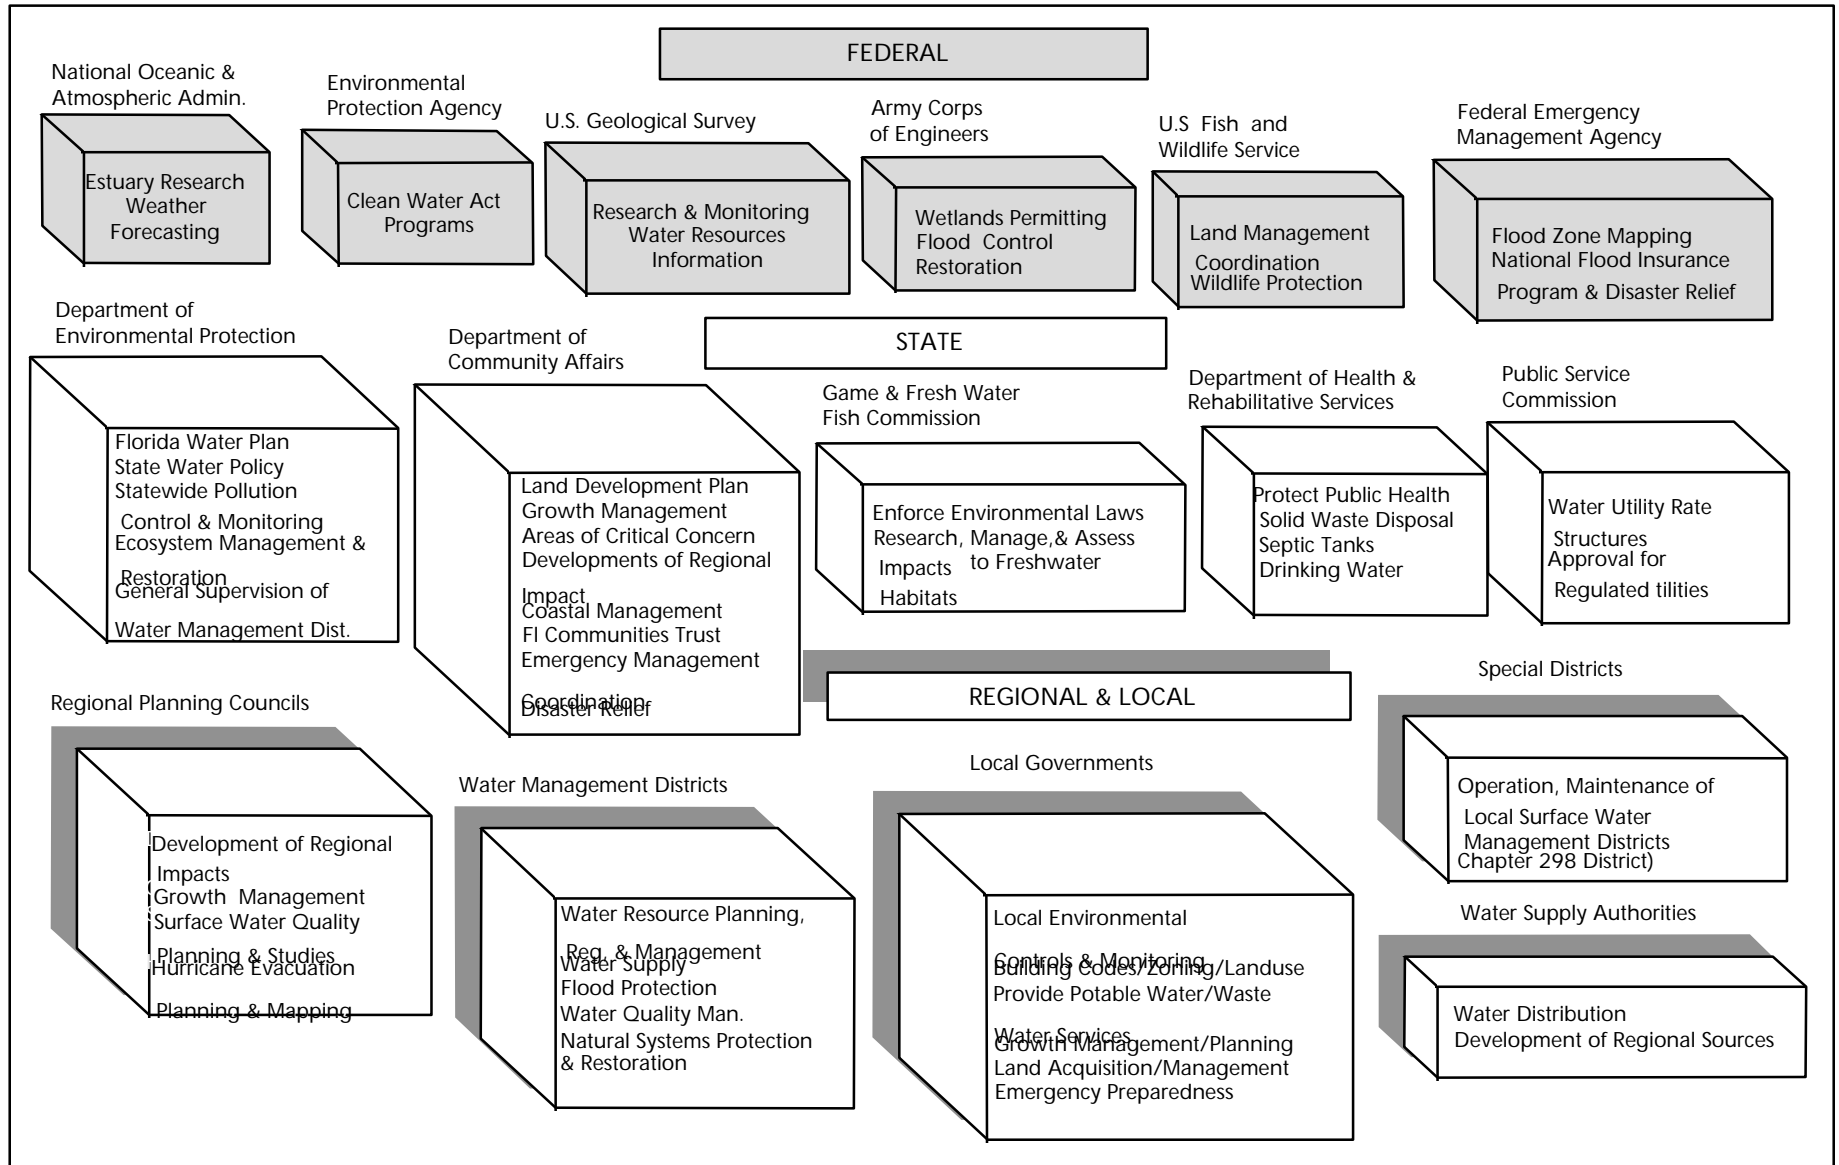 FEDERAL
National Oceanic &
Atmospheric Admin.
Estuary Research
Weather
Forecasting
Environmental
Protection Agency
Clean Water Act
Programs
U.S. Geological Survey
Research & Monitoring
Water Resources
Information
Army Corps
of Engineers
Wetlands Permitting
Flood Control
Restoration
U.S Fish and
Wildlife Service
Land Management
Coordination
Wildlife Protection
Federal Emergency
Management Agency
Flood Zone Mapping
National Flood Insurance
Program & Disaster Relief
STATE
Department of
Environmental Protection
Florida Water Plan
State Water Policy
Statewide Pollution
Control & Monitoring
Ecosystem Management &
Restoration
General Supervision of
Water Management Dist.
Department of
Community Affairs
Land Development Plan
Growth Management
Areas of Critical Concern
Developments of Regional
Impact
Coastal Management
Fl Communities Trust
Emergency Management
Coordination
Disaster Relief
Game & Fresh Water
Fish Commission
Enforce Environmental Laws
Research, Manage,& Assess
Impacts to Freshwater
Habitats
Department of Health &
Rehabilitative Services
Protect Public Health
Solid Waste Disposal
Septic Tanks
Drinking Water
Public Service
Commission
Water Utility Rate
Structures
Approval for
Regulated tilities
REGIONAL & LOCAL
Regional Planning Councils
Development of Regional
Impacts
Growth Management
Surface Water Quality
Planning & Studies
Hurricane Evacuation
Planning & Mapping
Water Management Districts
Water Resource Planning,
Reg. & Management
Water Supply
Flood Protection
Water Quality Man.
Natural Systems Protection
& Restoration
Local Governments
Local Environmental
Controls & Monitoring
Building Codes/Zoning/Landuse
Provide Potable Water/Waste
Water Services
Growth Management/Planning
Land Acquisition/Management
Emergency Preparedness
Special Districts
Operation, Maintenance of
Local Surface Water
Management Districts
Chapter 298 District)
Water Supply Authorities
Water Distribution
Development of Regional Sources